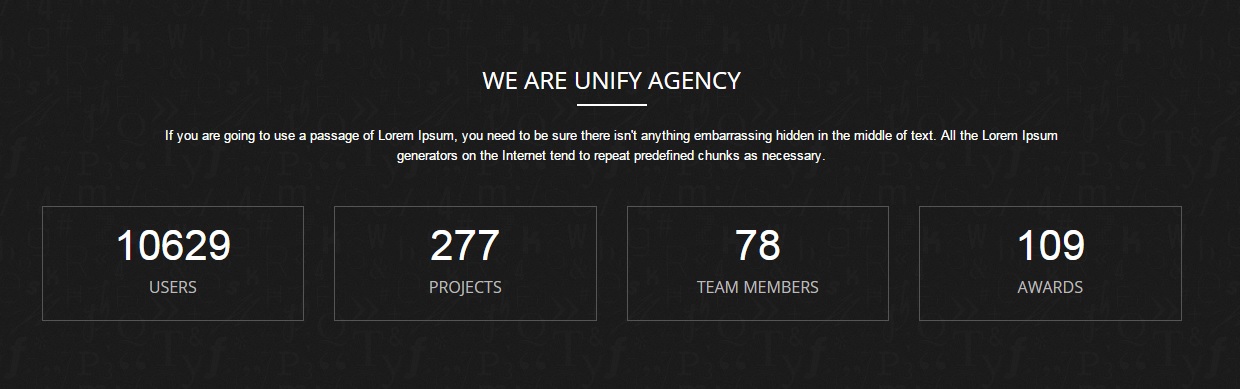 WE ARE UNIFY AGENCY
If you are going to use a passage of Lorem Ipsum, you need to be sure there isn't anything embarrassing hidden in the middle of text. All the Lorem Ipsum
generators on the Internet tend to repeat predefined chunks as necessary.
10629
USERS
277
PROJECTS
78
TEAM MEMBERS
109
AWARDS